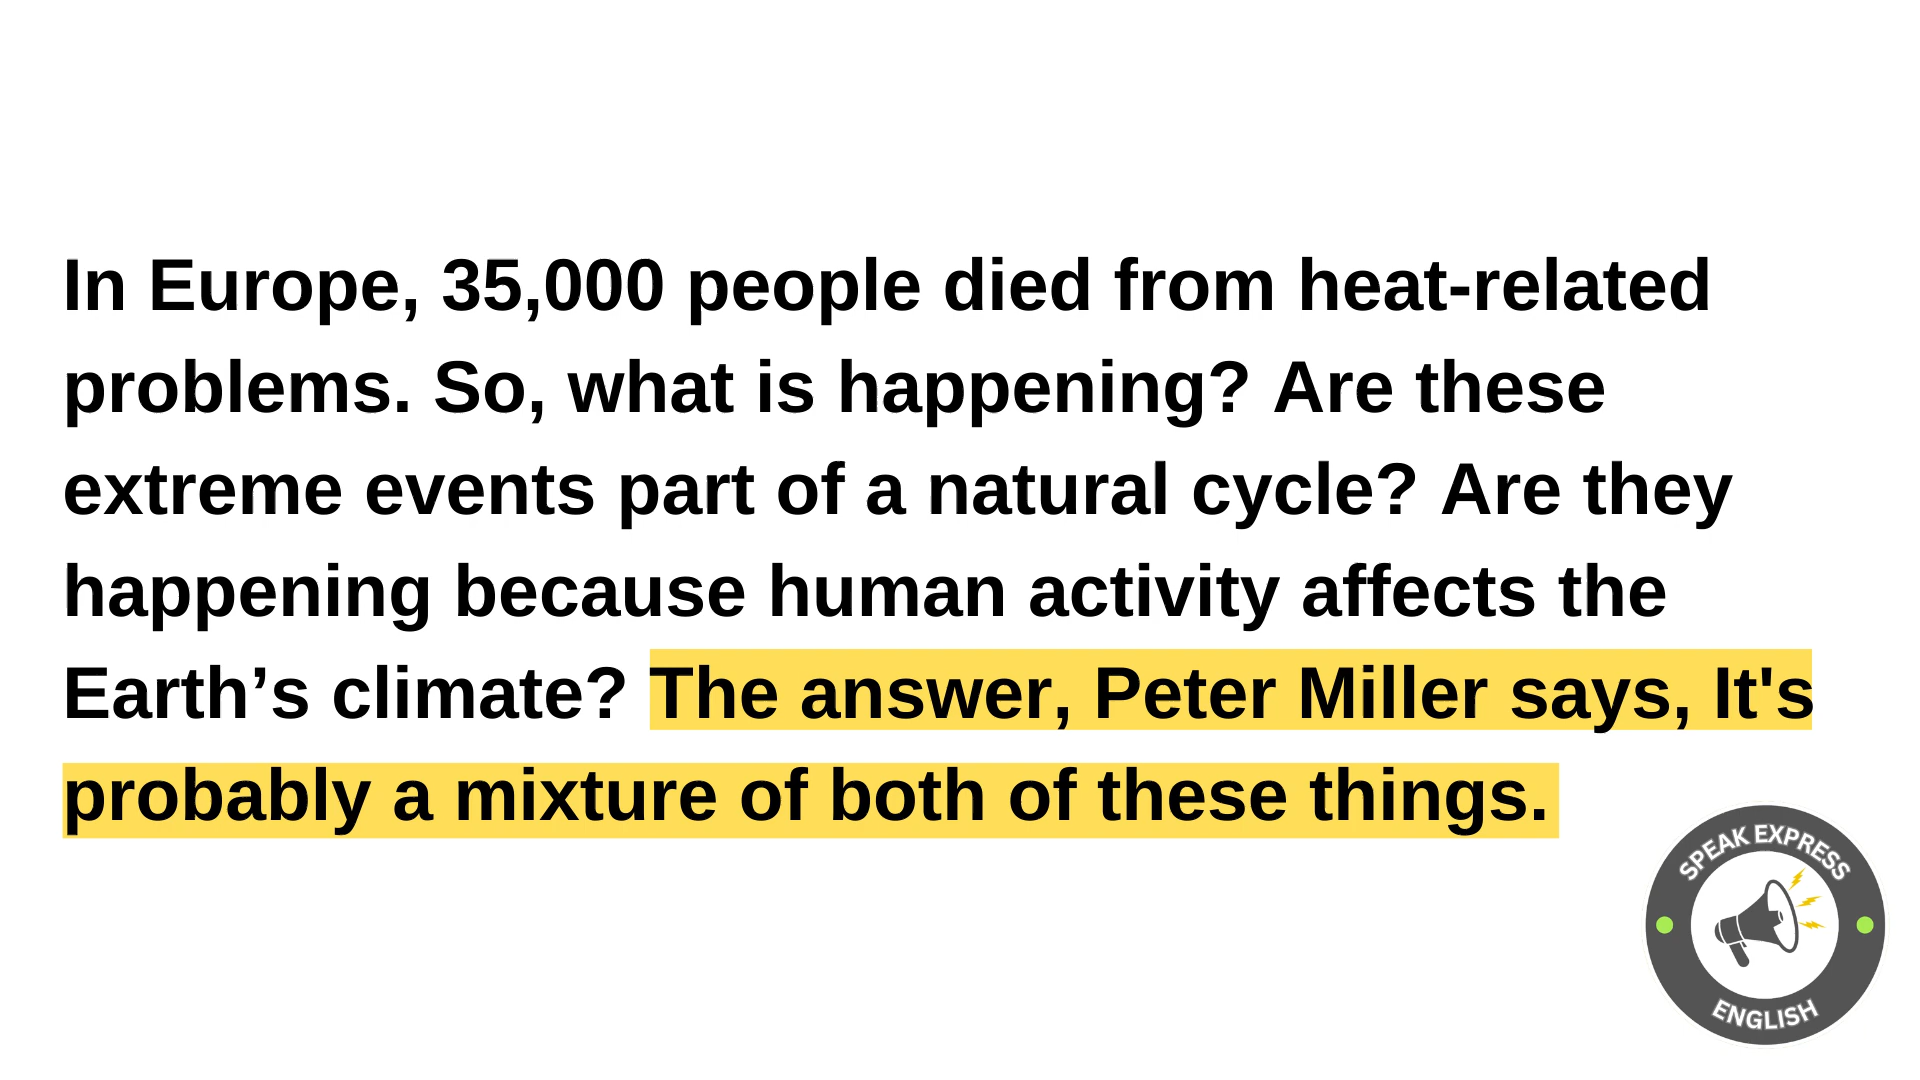 In Europe, 35,000 people died from heat-related
problems. So, what is happening? Are these
extreme events part of a natural cycle? Are they
happening because human activity affects the
Earth’s climate? The answer, Peter Miller says, It's
probably a mixture of both of these things.
SPEAK EXPRESS
ENGLISH